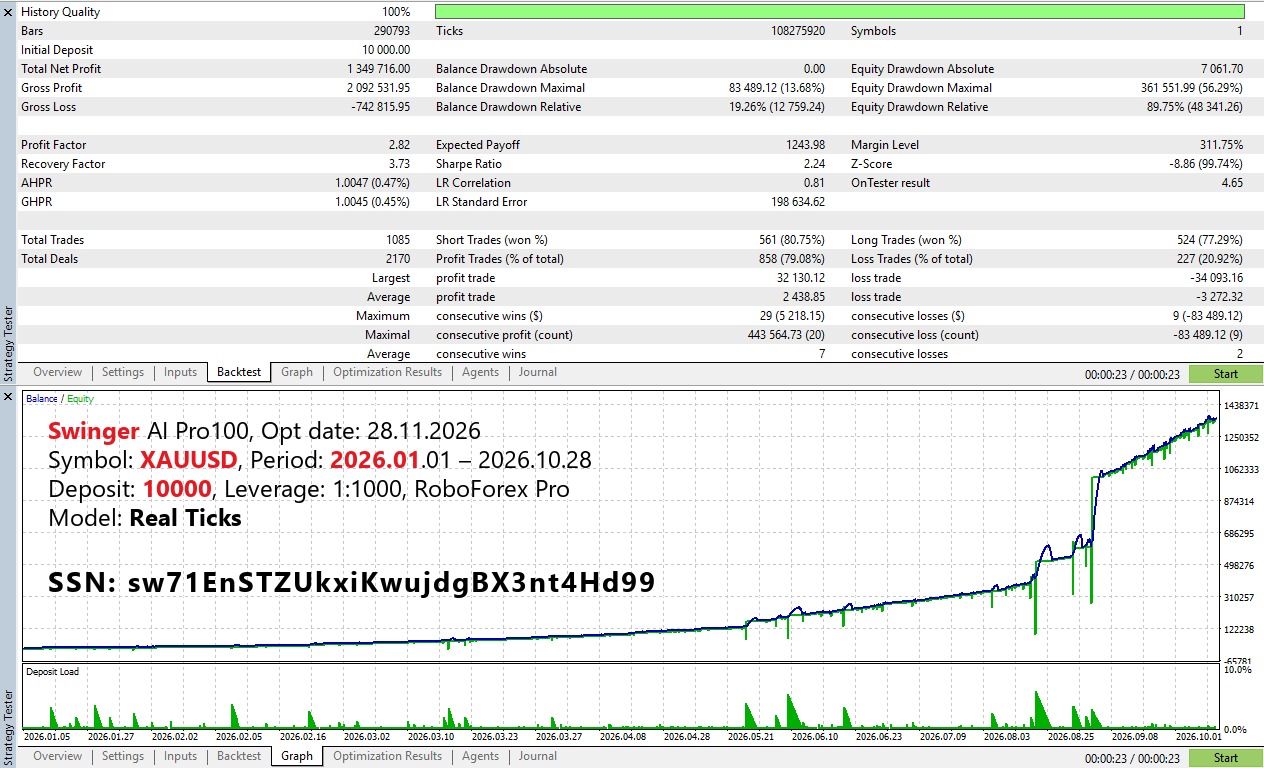 History Quality 100%
Bars 290793 Ticks 108275920 Symbols 1
Initial Deposit 10 000.00
Total Net Profit 1 349 716.00 Balance Drawdown Absolute 0.00 Equity Drawdown Absolute 7 061.70
Gross Profit 2 092 531.95 Balance Drawdown Maximal 83 489.12 (13.68%) Equity Drawdown Maximal 361 551.99 (56.29%)
Gross Loss -742 815.95 Balance Drawdown Relative 19.26% (12 759.24) Equity Drawdown Relative 89.75% (48 341.26)
Profit Factor 2.82 Expected Payoff 1243.98 Margin Level 311.75%
Recovery Factor 3.73 Sharpe Ratio 2.24 Z-Score -8.86 (99.74%)
AHPR 1.0047 (0.47%) LR Correlation 0.81 OnTester result 4.65
GHPR 1.0045 (0.45%) LR Standard Error 198 634.62
Total Trades 1085 Short Trades (won %) 561 (80.75%) Long Trades (won %) 524 (77.29%)
Total Deals 2170 Profit Trades (% of total) 858 (79.08%) Loss Trades (% of total) 227 (20.92%)
Largest profit trade 32 130.12 loss trade -34 093.16
Average profit trade 2 438.85 loss trade -3 272.32
Maximum consecutive wins ($) 29 (5 218.15) consecutive losses ($) 9 (-83 489.12)
Maximal consecutive profit (count) 443 564.73 (20) consecutive loss (count) -83 489.12 (9)
Average consecutive wins 7 consecutive losses 2
Strategy Tester
Overview Settings Inputs Backtest Graph Optimization Results Agents Journal 00:00:23 / 00:00:23 Start
Balance / Equity
Swinger AI Pro100, Opt date: 28.11.2026
Symbol: XAUUSD, Period: 2026.01.01 – 2026.10.28
Deposit: 10000, Leverage: 1:1000, RoboForex Pro
Model: Real Ticks
SSN: sw71EnSTZUkxiKwujdgBX3nt4Hd99
1438371
1250352
1062333
874314
686295
498276
310257
122238
-65781
Deposit Load
10.0%
0.0%
2026.01.05 2026.01.27 2026.02.02 2026.02.05 2026.02.16 2026.03.02 2026.03.10 2026.03.23 2026.03.27 2026.04.08 2026.04.28 2026.05.21 2026.06.10 2026.06.23 2026.07.09 2026.08.03 2026.08.25 2026.09.08 2026.10.01
Strategy Tester
Overview Settings Inputs Backtest Graph Optimization Results Agents Journal 00:00:23 / 00:00:23 Start